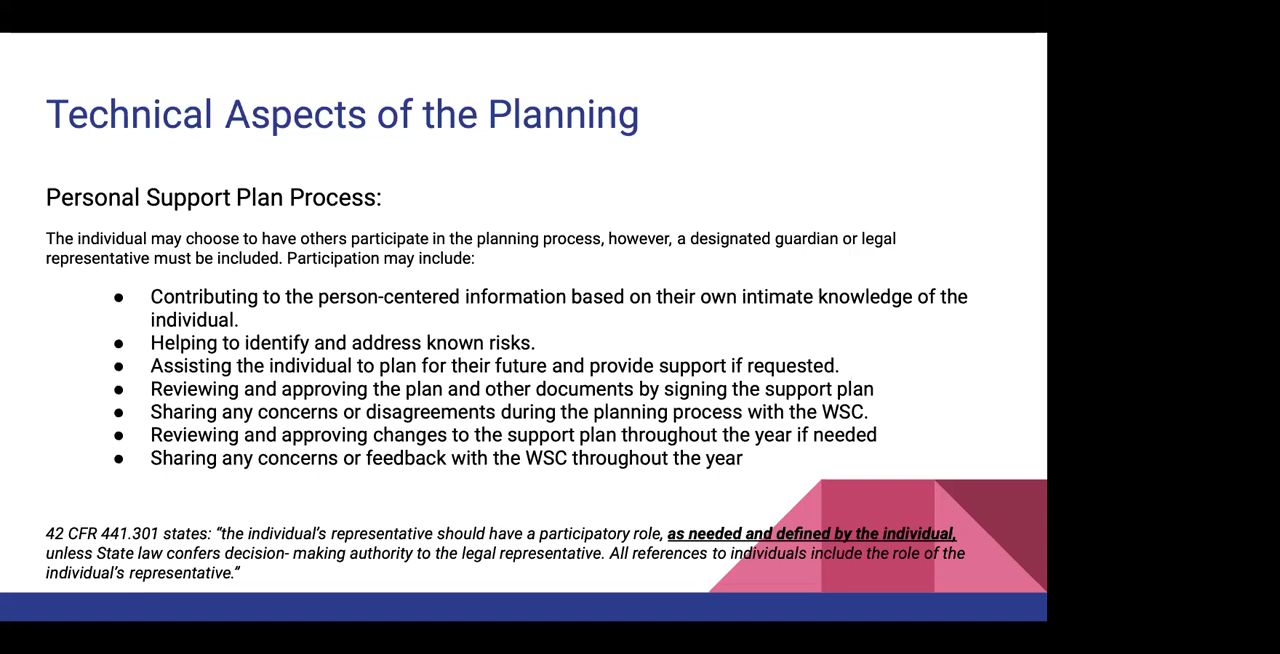 Technical Aspects of the Planning
Personal Support Plan Process:
The individual may choose to have others participate in the planning process, however, a designated guardian or legal
representative must be included. Participation may include:
● Contributing to the person-centered information based on their own intimate knowledge of the
individual.
● Helping to identify and address known risks.
● Assisting the individual to plan for their future and provide support if requested.
● Reviewing and approving the plan and other documents by signing the support plan
● Sharing any concerns or disagreements during the planning process with the WSC.
● Reviewing and approving changes to the support plan throughout the year if needed
● Sharing any concerns or feedback with the WSC throughout the year
42 CFR 441.301 states: “the individual’s representative should have a participatory role, as needed and defined by the individual,
unless State law confers decision- making authority to the legal representative. All references to individuals include the role of the
individual’s representative.”